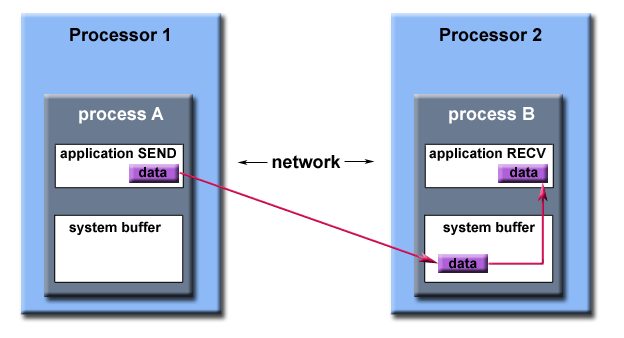 Processor 1
process A
application SEND
data
system buffer
network
Processor 2
process B
application RECV
data
system buffer
data